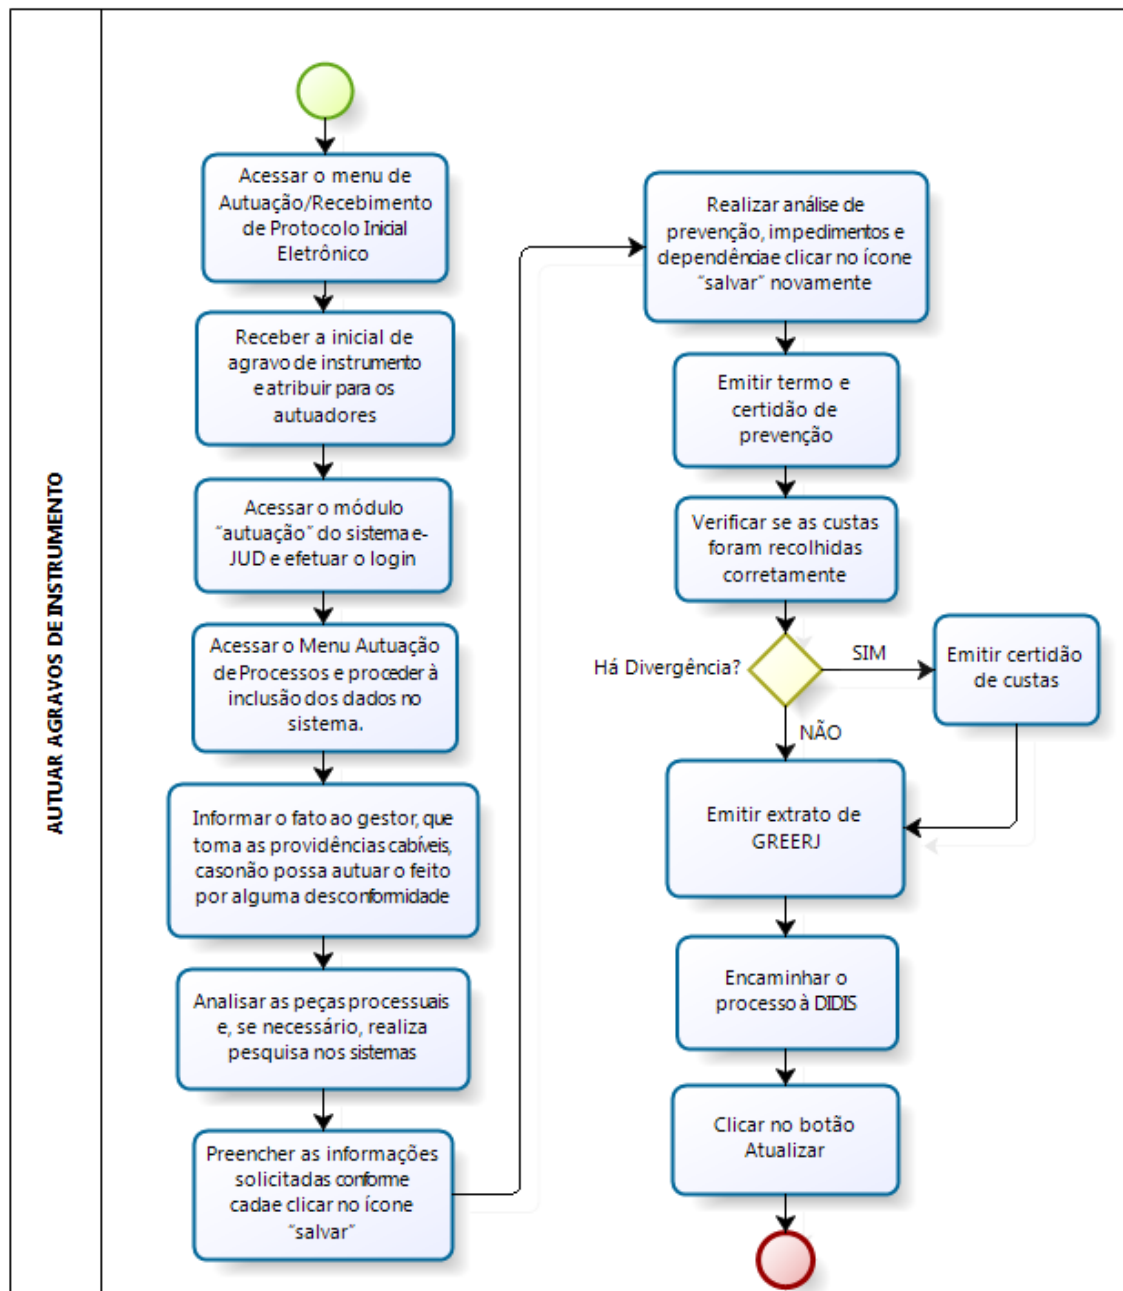 AUTUAR AGRAVOS DE INSTRUMENTO
Acessar o menu de
Autuação/Recebimento
de Protocolo Inicial
Eletrônico
Receber a inicial de
agravo de instrumento
e atribuir para os
autuadores
Acessar o módulo
“autuação” do sistema e-
JUD e efetuar o login
Acessar o Menu Autuação
de Processos e proceder à
inclusão dos dados no
sistema.
Informar o fato ao gestor, que
toma as providências cabíveis,
caso não possa autuar o feito
por alguma desconformidade
Analisar as peças processuais
e, se necessário, realiza
pesquisa nos sistemas
Preencher as informações
solicitadas conforme
cada e clicar no ícone
“salvar”
Realizar análise de
prevenção, impedimentos e
dependência e clicar no ícone
“salvar” novamente
Emitir termo e
certidão de
prevenção
Verificar se as custas
foram recolhidas
corretamente
Há Divergência?
SIM
Emitir certidão
de custas
NÃO
Emitir extrato de
GREERJ
Encaminhar o
processo à DIDIS
Clicar no botão
Atualizar